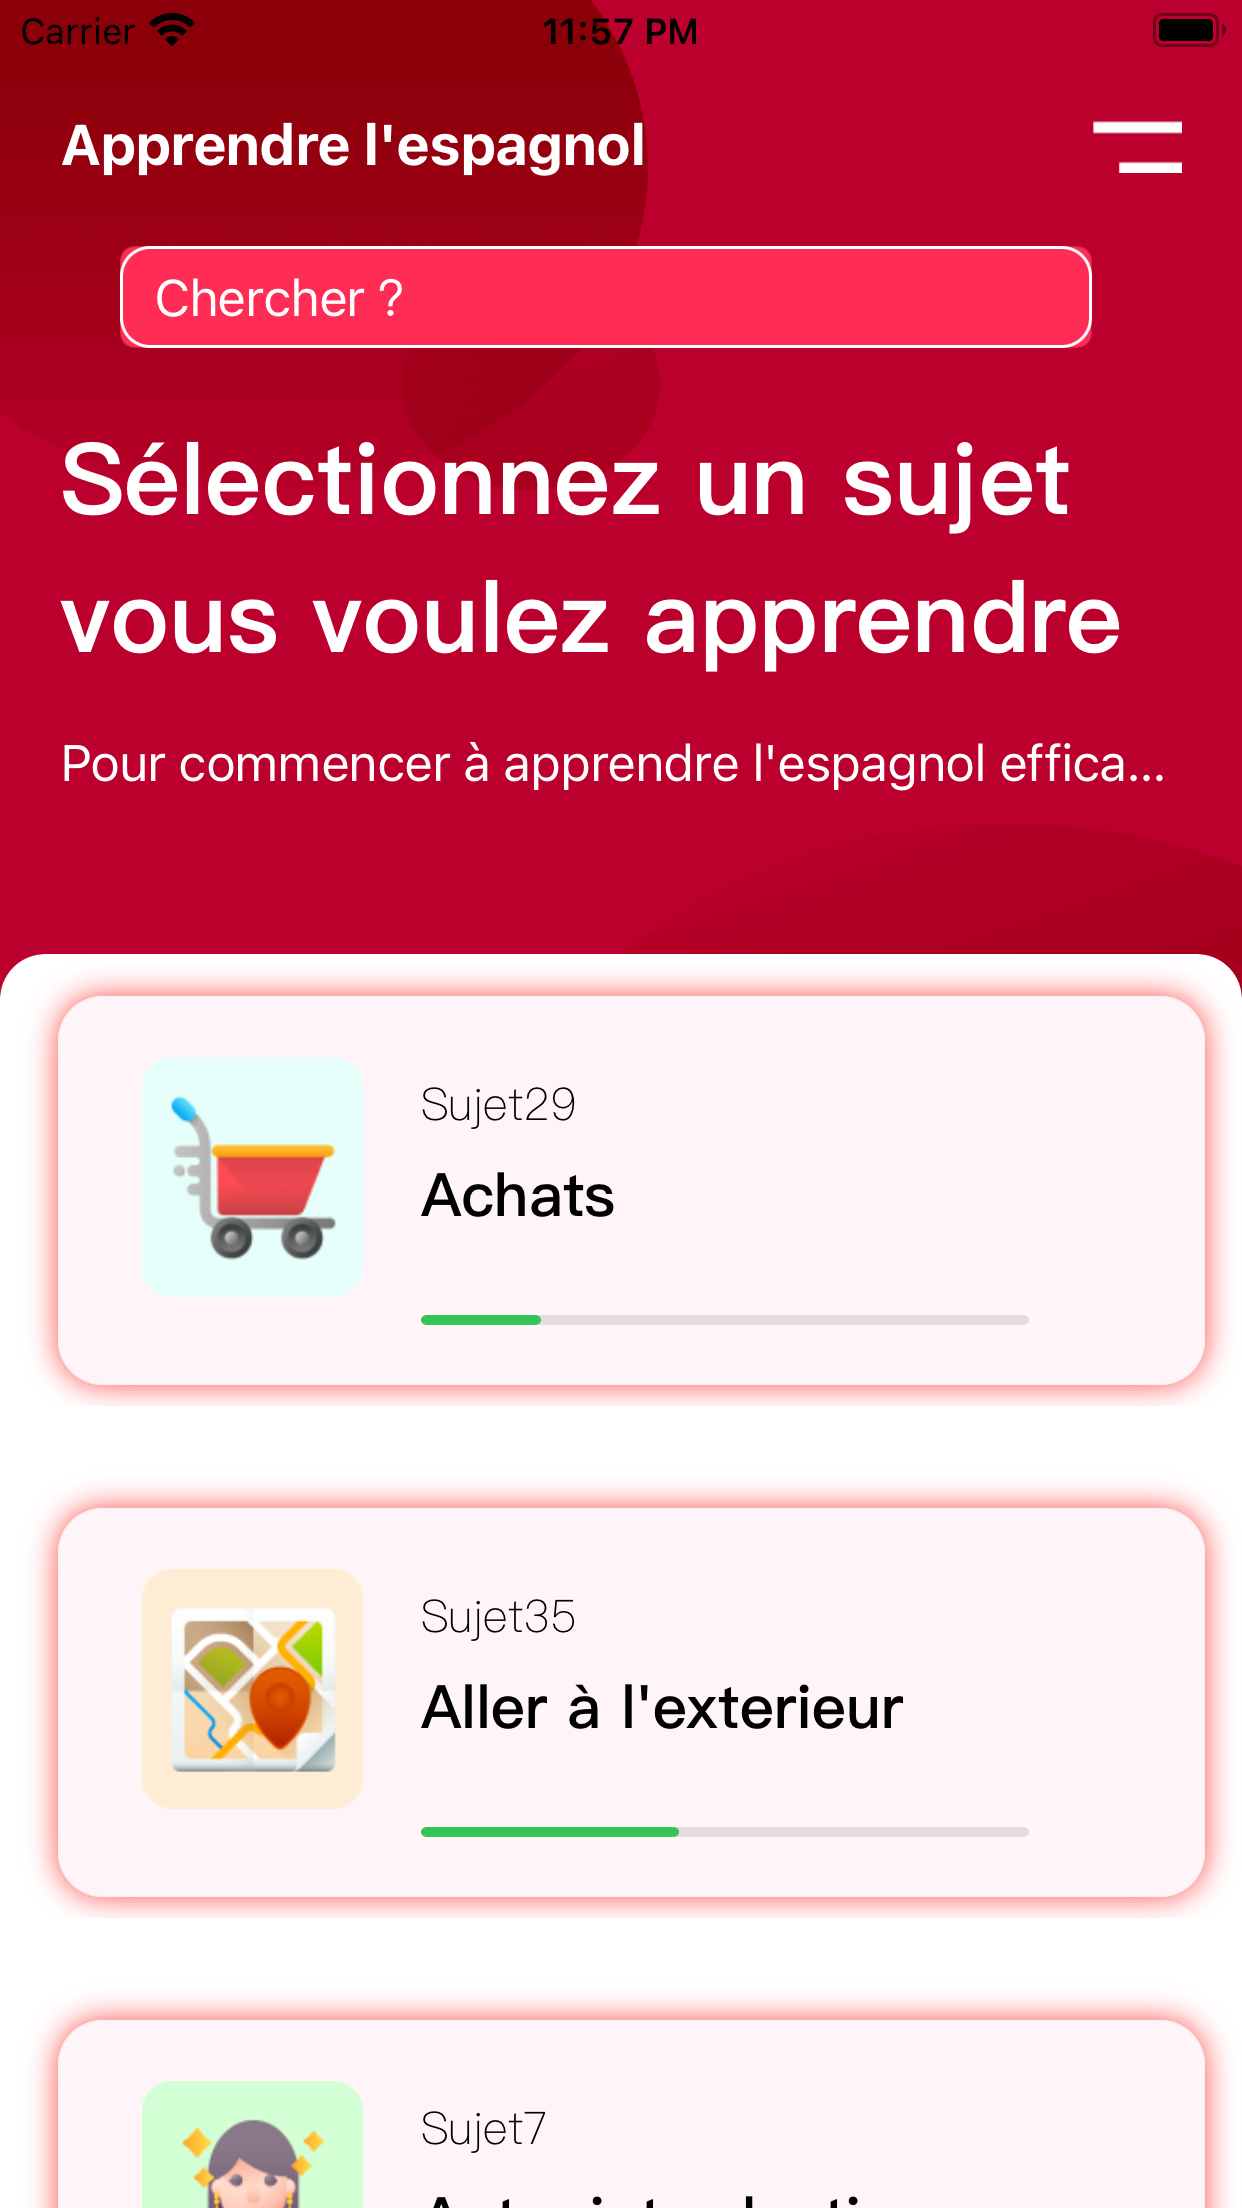 Carrier 11:57 PM
Apprendre l'espagnol
Chercher ?
Sélectionnez un sujet
vous voulez apprendre
Pour commencer à apprendre l'espagnol effica...
Sujet29
Achats
Sujet35
Aller à l'exterieur
Sujet7